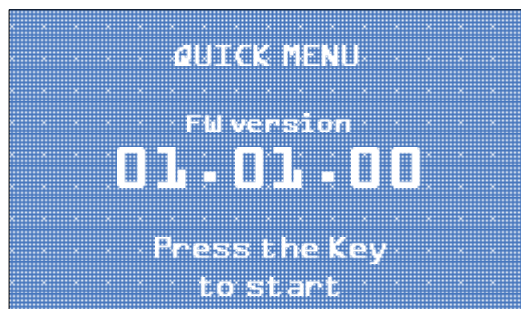 QUICK MENU
FW version
01.01.00
Press the Key
to start